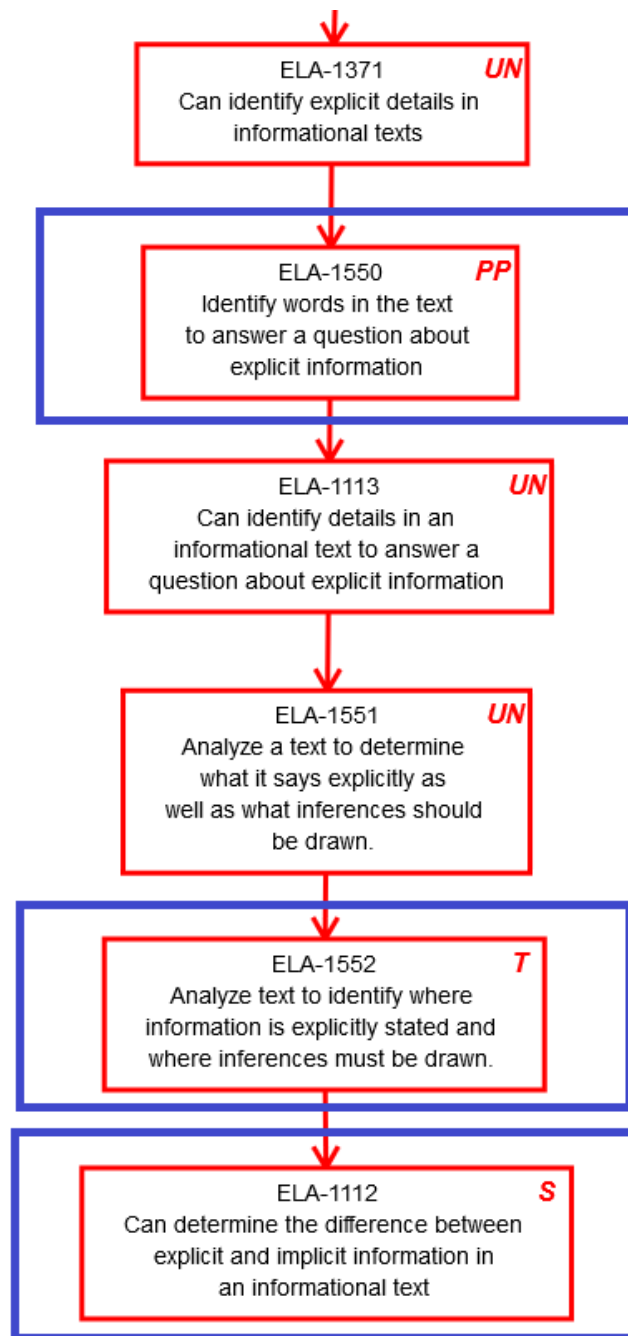 ELA-1371 UN
Can identify explicit details in
informational texts
ELA-1550 PP
Identify words in the text
to answer a question about
explicit information
ELA-1113 UN
Can identify details in an
informational text to answer a
question about explicit information
ELA-1551 UN
Analyze a text to determine
what it says explicitly as
well as what inferences should
be drawn.
ELA-1552 T
Analyze text to identify where
information is explicitly stated and
where inferences must be drawn.
ELA-1112 S
Can determine the difference between
explicit and implicit information in
an informational text